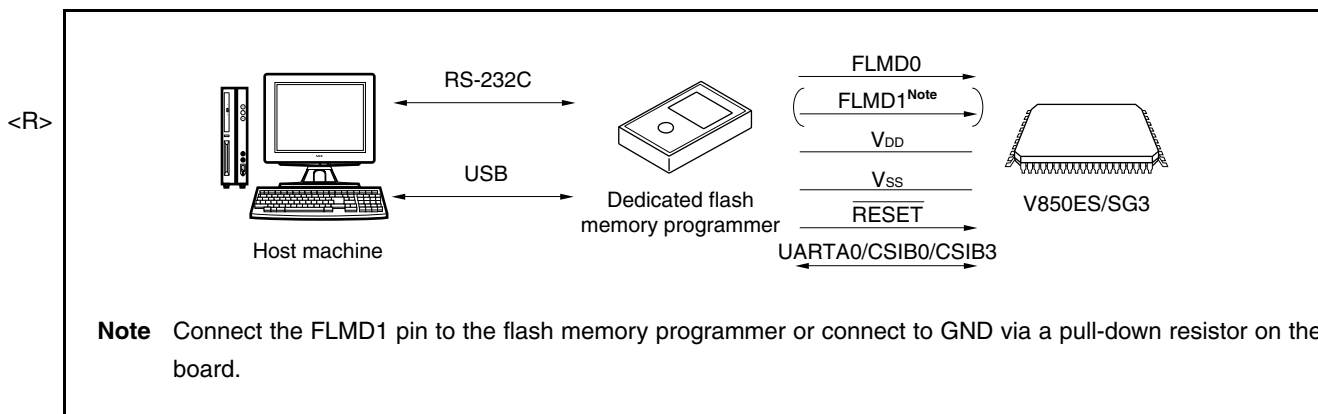 <R>
RS-232C
USB
Host machine
Dedicated flash
memory programmer
FLMD0
FLMD1Note
VDD
VSS
RESET
UARTA0/CSIB0/CSIB3
V850ES/SG3
Note Connect the FLMD1 pin to the flash memory programmer or connect to GND via a pull-down resistor on the
board.